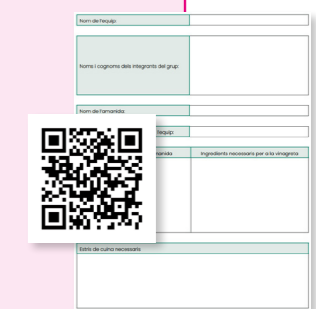 Nom de l'equip:
Noms i cognoms dels integrants del grup:
Nom de l'amanida:
l'equip:
manida
Ingredients necessaris per a la vinagreta
Estris de cuina necessaris